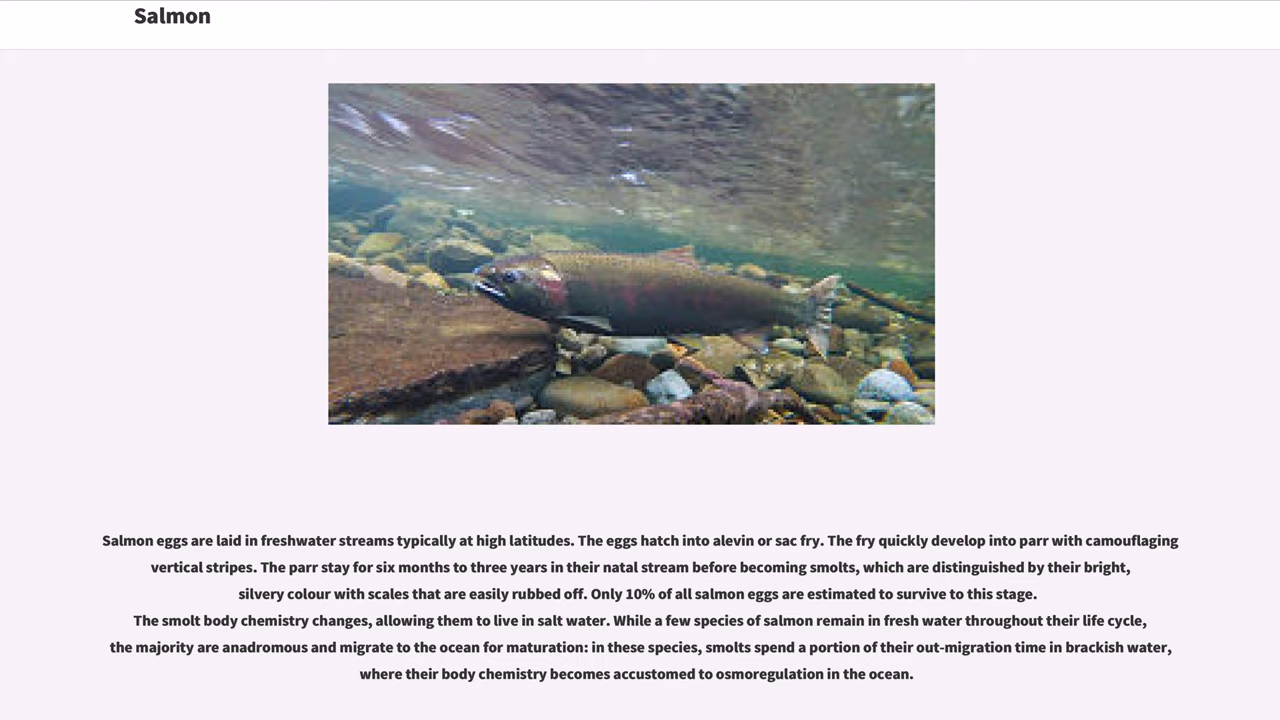 Salmon
Salmon eggs are laid in freshwater streams typically at high latitudes. The eggs hatch into alevin or sac fry. The fry quickly develop into parr with camouflaging
vertical stripes. The parr stay for six months to three years in their natal stream before becoming smolts, which are distinguished by their bright,
silvery colour with scales that are easily rubbed off. Only 10% of all salmon eggs are estimated to survive to this stage.
The smolt body chemistry changes, allowing them to live in salt water. While a few species of salmon remain in fresh water throughout their life cycle,
the majority are anadromous and migrate to the ocean for maturation: in these species, smolts spend a portion of their out-migration time in brackish water,
where their body chemistry becomes accustomed to osmoregulation in the ocean.